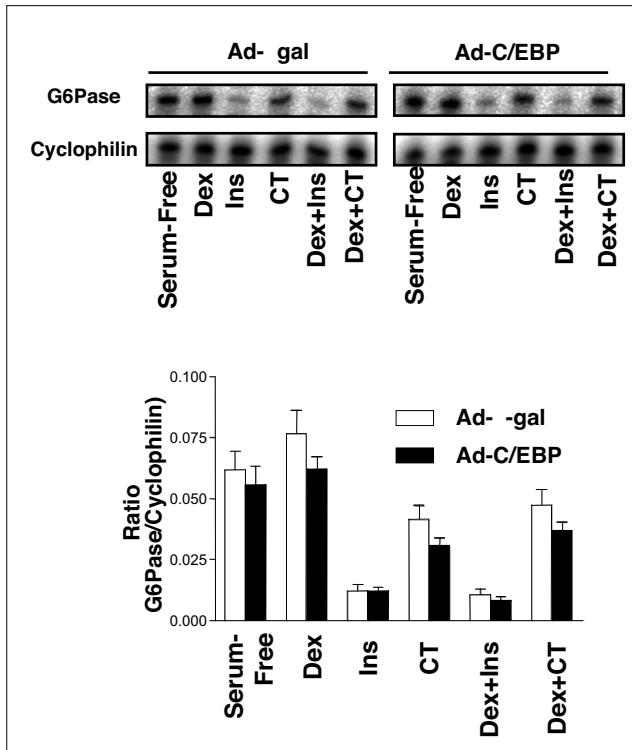 Ad- gal
Ad-C/EBP
G6Pase
Cyclophilin
Serum-Free
Dex
Ins
CT
Dex+Ins
Dex+CT
Serum-Free
Dex
Ins
CT
Dex+Ins
Dex+CT
Ratio
G6Pase/Cyclophilin)
0.100
0.075
0.050
0.025
0.000
Ad- -gal
Ad-C/EBP
Serum-
Free
Dex
Ins
CT
Dex+Ins
Dex+CT